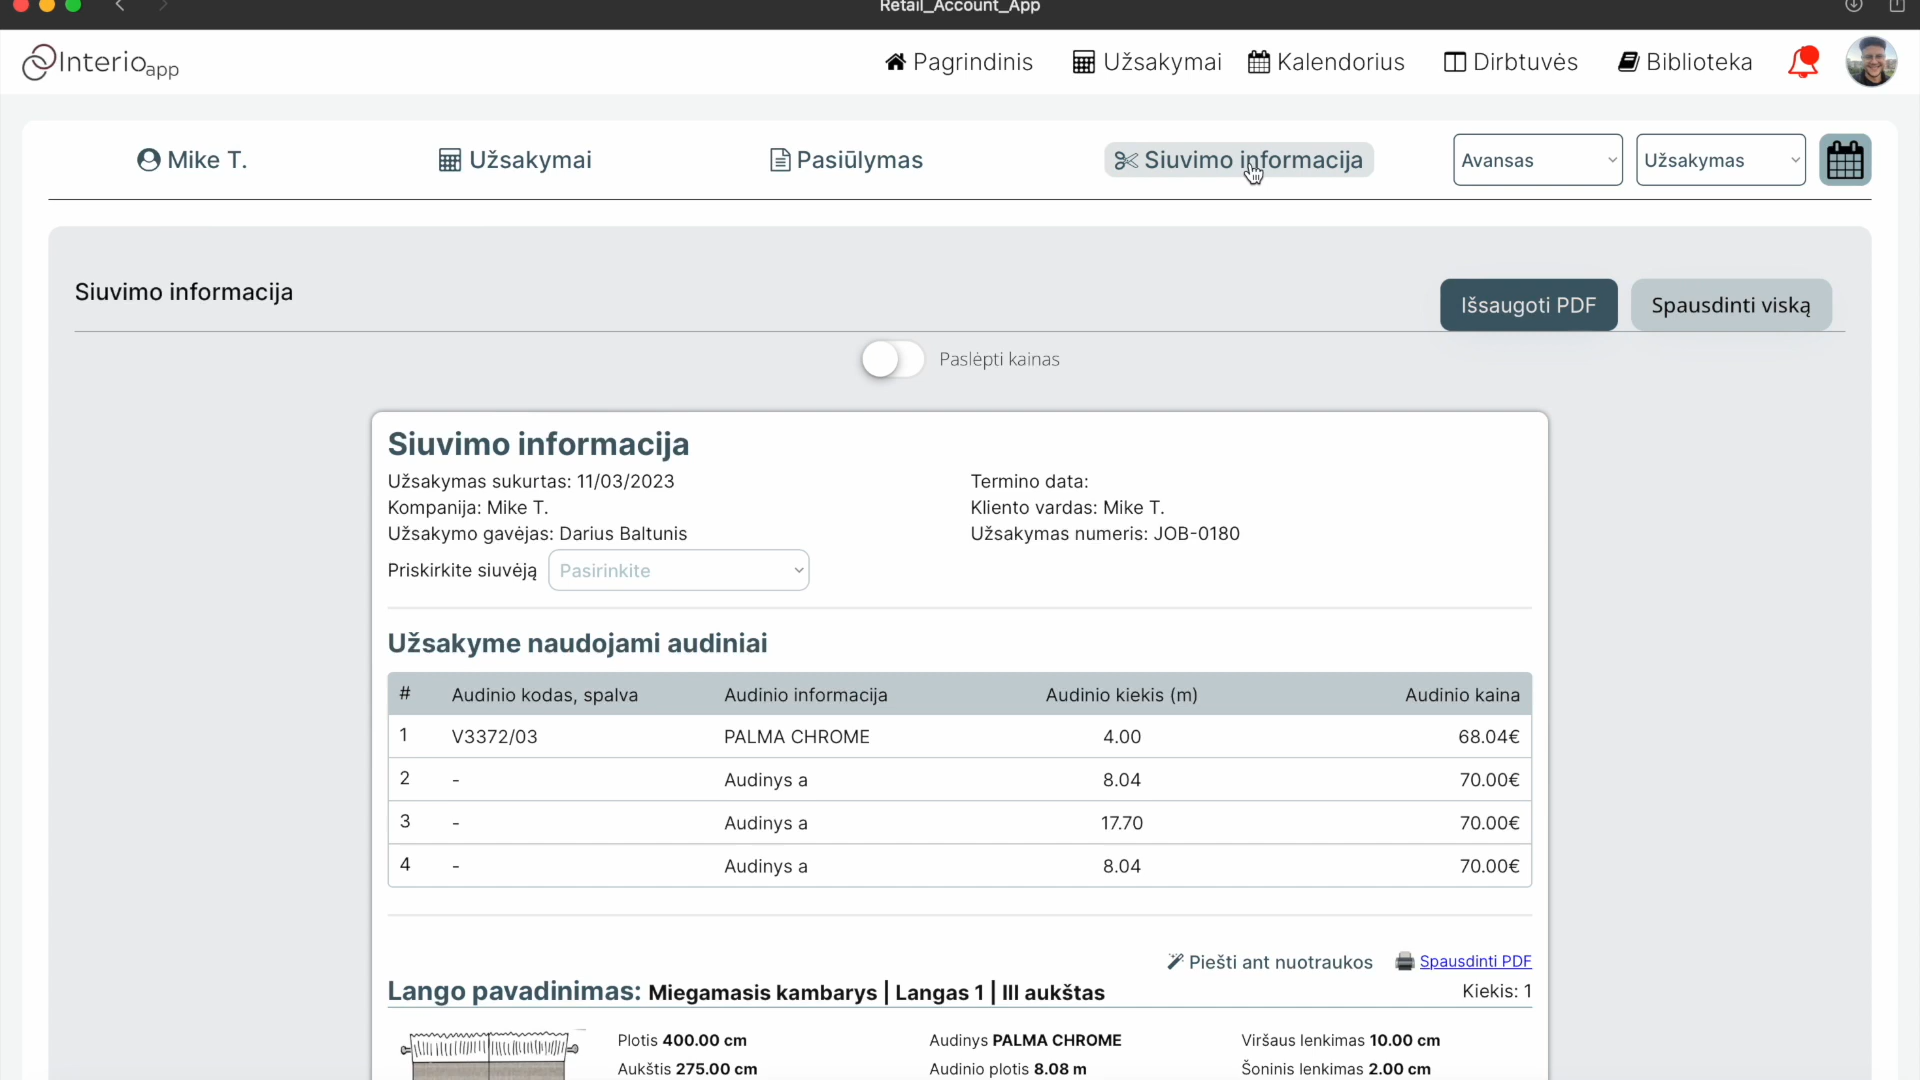 Retail_Account_App
Interioapp
Pagrindinis
Užsakymai
Kalendorius
Dirbtuvės
Biblioteka
Mike T.
Užsakymai
Pasiūlymas
Siuvimo informacija
Avansas
Užsakymas
Siuvimo informacija
Išsaugoti PDF
Spausdinti viską
Paslėpti kainas
Siuvimo informacija
Užsakymas sukurtas: 11/03/2023
Termino data:
Kompanija: Mike T.
Kliento vardas: Mike T.
Užsakymo gavėjas: Darius Baltunis
Užsakymas numeris: JOB-0180
Priskirkite siuvėją
Pasirinkite
Užsakyme naudojami audiniai
# Audinio kodas, spalva Audinio informacija Audinio kiekis (m) Audinio kaina
1 V3372/03 PALMA CHROME 4.00 68.04€
2 - Audinys a 8.04 70.00€
3 - Audinys a 17.70 70.00€
4 - Audinys a 8.04 70.00€
Piešti ant nuotraukos
Spausdinti PDF
Lango pavadinimas: Miegamasis kambarys | Langas 1 | III aukštas
Kiekis: 1
Plotis 400.00 cm
Audinys PALMA CHROME
Viršaus lenkimas 10.00 cm
Aukštis 275.00 cm
Audinio plotis 8.08 m
Šoninis lenkimas 2.00 cm